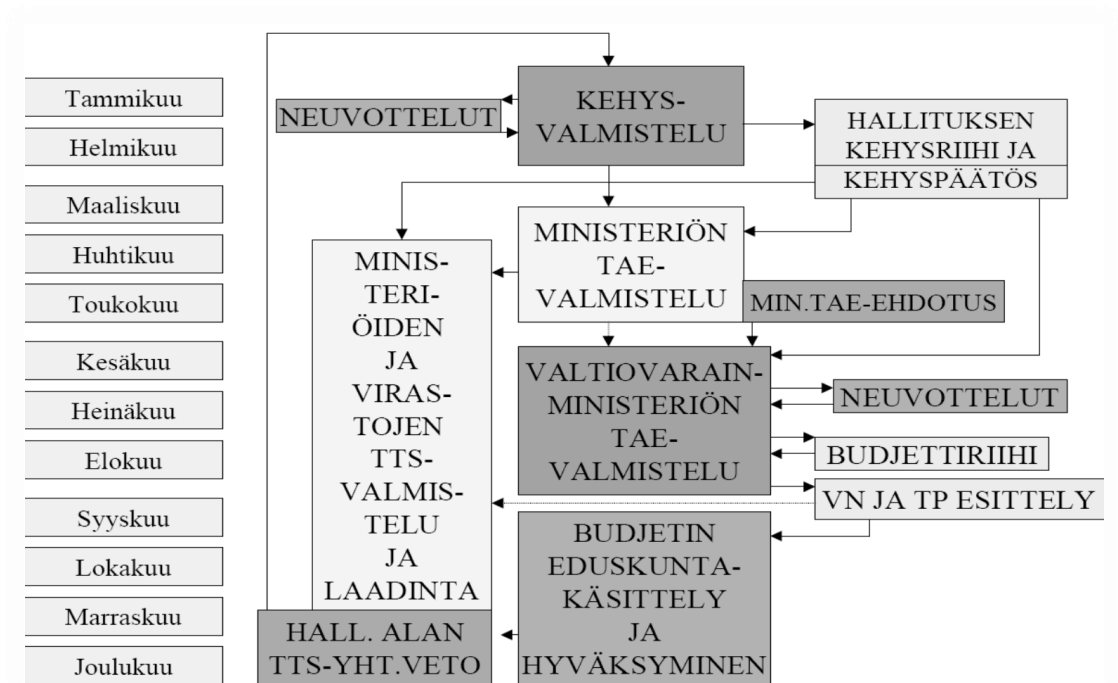 Tammikuu
Helmikuu
Maaliskuu
Huhtikuu
Toukokuu
Kesäkuu
Heinäkuu
Elokuu
Syyskuu
Lokakuu
Marraskuu
Joulukuu
NEUVOTTELUT
KEHYS-
VALMISTELU
HALLITUKSEN
KEHYSRIIHI JA
KEHYSPÄÄTÖS
MINISTERIÖN
TAE-
VALMISTELU
MIN.TAE-EHDOTUS
MINIS-
TERI-
ÖIDEN
JA
VIRAS-
TOJEN
TTS-
VALMIS-
TELU
JA
LAADINTA
VALTIOVARAIN-
MINISTERIÖN
TAE-
VALMISTELU
NEUVOTTELUT
BUDJETTIRIIHI
VN JA TP ESITTELY
BUDJETIN
EDUSKUNTA-
KÄSITTELY
JA
HYVÄKSYMINEN
HALL. ALAN
TTS-YHT.VETO